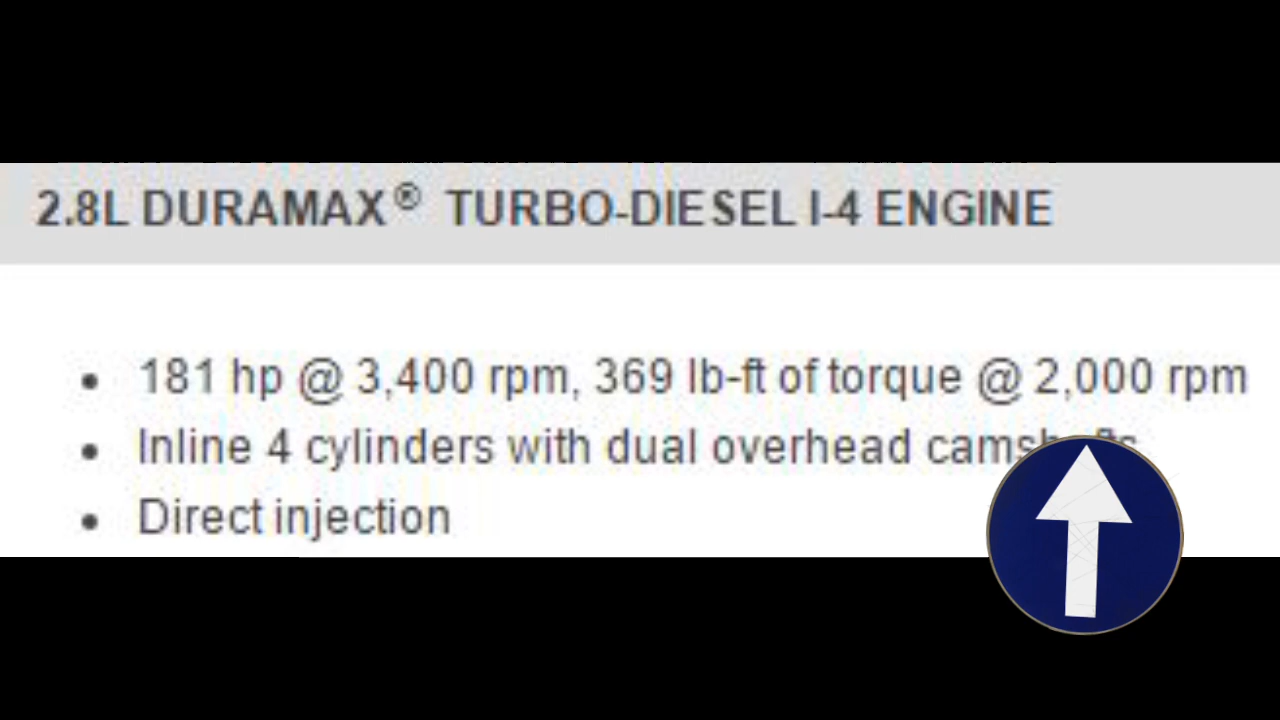 2.8L DURAMAX® TURBO-DIESEL I-4 ENGINE
• 181 hp @ 3,400 rpm, 369 lb-ft of torque @ 2,000 rpm
• Inline 4 cylinders with dual overhead camshafts
• Direct injection